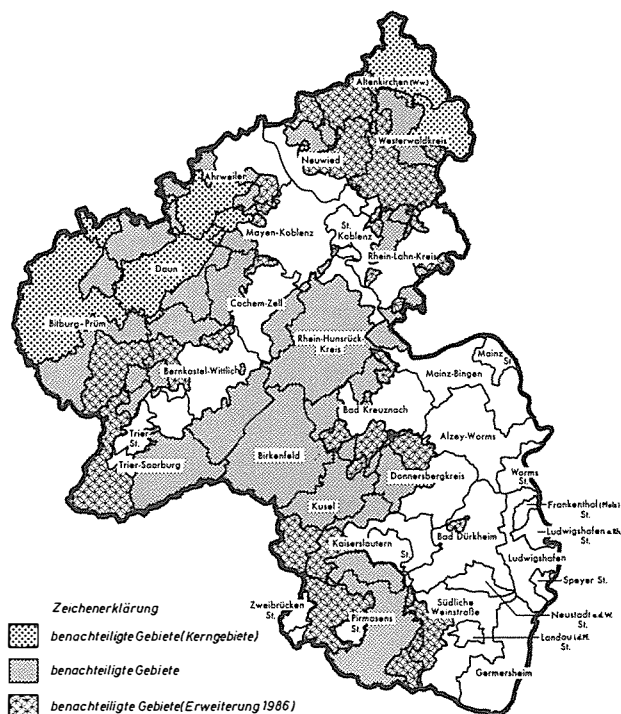 Altenkirchen (Ww.)
Westerwaldkreis
Neuwied
Ahrweiler
Mayen-Koblenz
St.
Koblenz
Rhein-Lahn-Kreis
Daun
Cochem-Zell
Bitburg-Prüm
Rhein-Hunsrück-
Kreis
Mainz
St.
Mainz-Bingen
Bernkastel-Wittlich
Bad Kreuznach
Alzey-Worms
Trier
St.
Trier-Saarburg
Birkenfeld
Donnersbergkreis
Worms
St.
Kusel
Frankenthal (Pfalz)
St.
Kaiserslautern
St.
Bad Dürkheim
Ludwigshafen a.Rh.
St.
Ludwigshafen
Speyer St.
Zweibrücken
St.
Pirmasens
St.
Südliche
Weinstraße
Neustadt a.d.W.
St.
Landau i.d.Pf.
St.
Germersheim
Zeichenerklärung
benachteiligte Gebiete(Kerngebiete)
benachteiligte Gebiete
benachteiligte Gebiete(Erweiterung 1986)